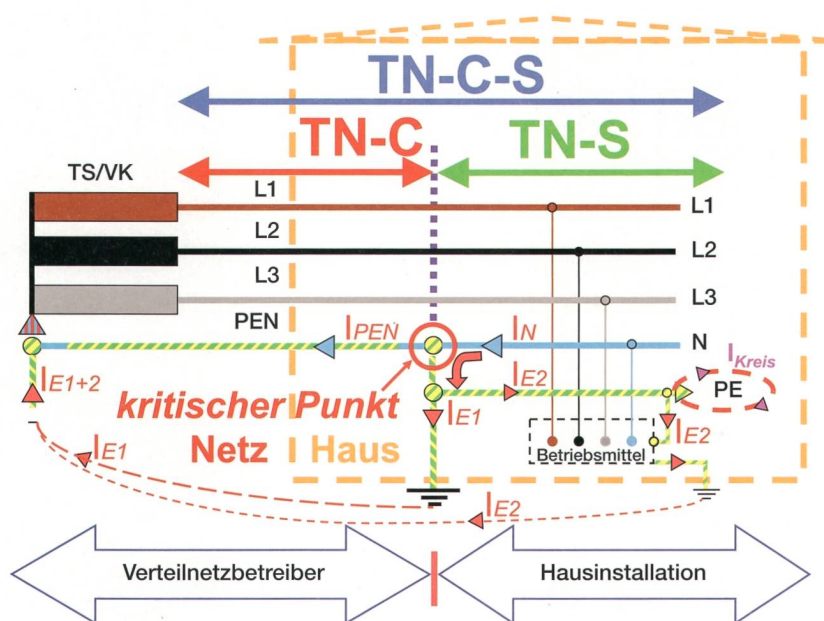 TN-C-S
TN-C TN-S
TS/VK
L1 L1
L2 L2
L3 L3
PEN IPEN IN N
IKreis
IE1+2 IE2 PE
kritischer Punkt IE1 IE2
Netz Haus
Betriebsmittel
IE1
IE2
Verteilnetzbetreiber Hausinstallation